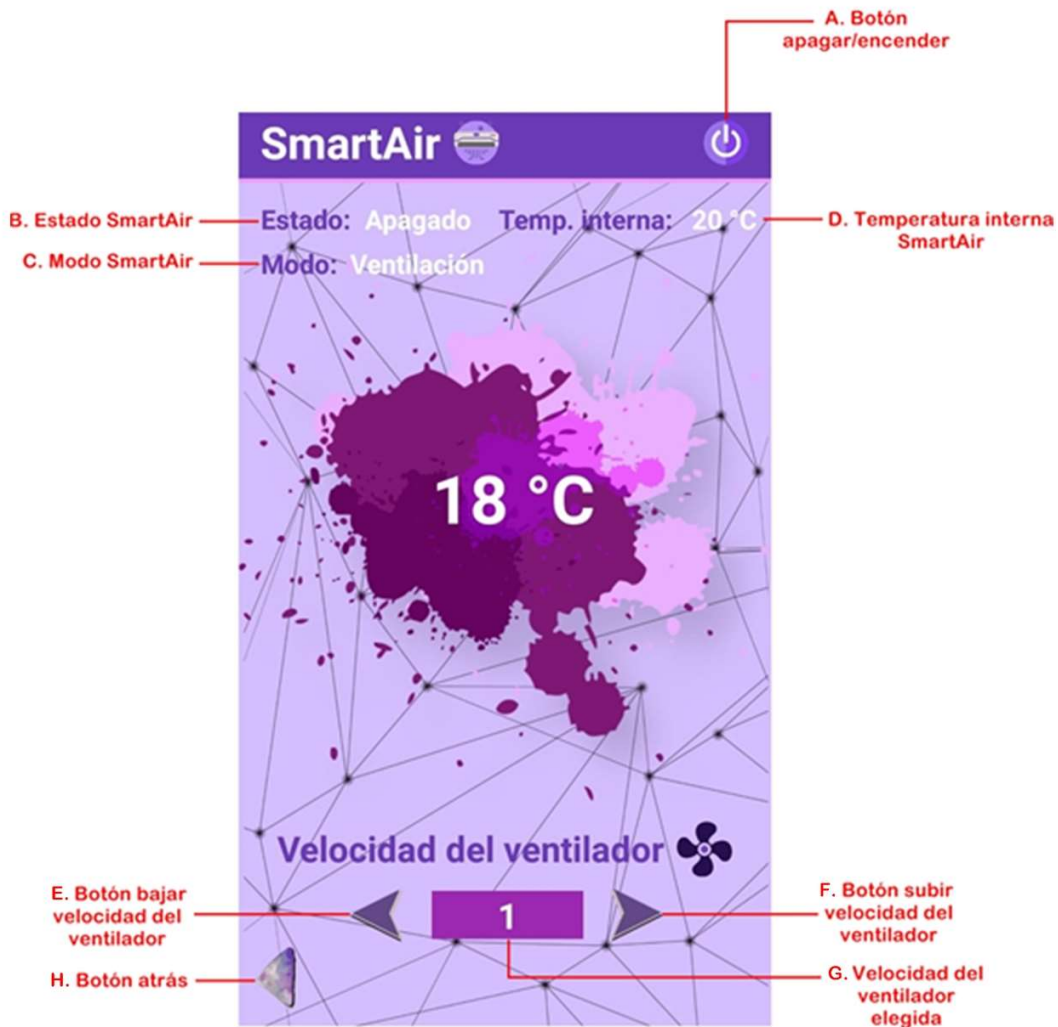 A. Botón
apagar/encender
SmartAir
B. Estado SmartAir
Estado: Apagado Temp. interna: 20 °C
D. Temperatura interna
SmartAir
C. Modo SmartAir
Modo: Ventilación
18 °C
Velocidad del ventilador
E. Botón bajar
velocidad del
ventilador
1
F. Botón subir
velocidad del
ventilador
H. Botón atrás
G. Velocidad del
ventilador
elegida